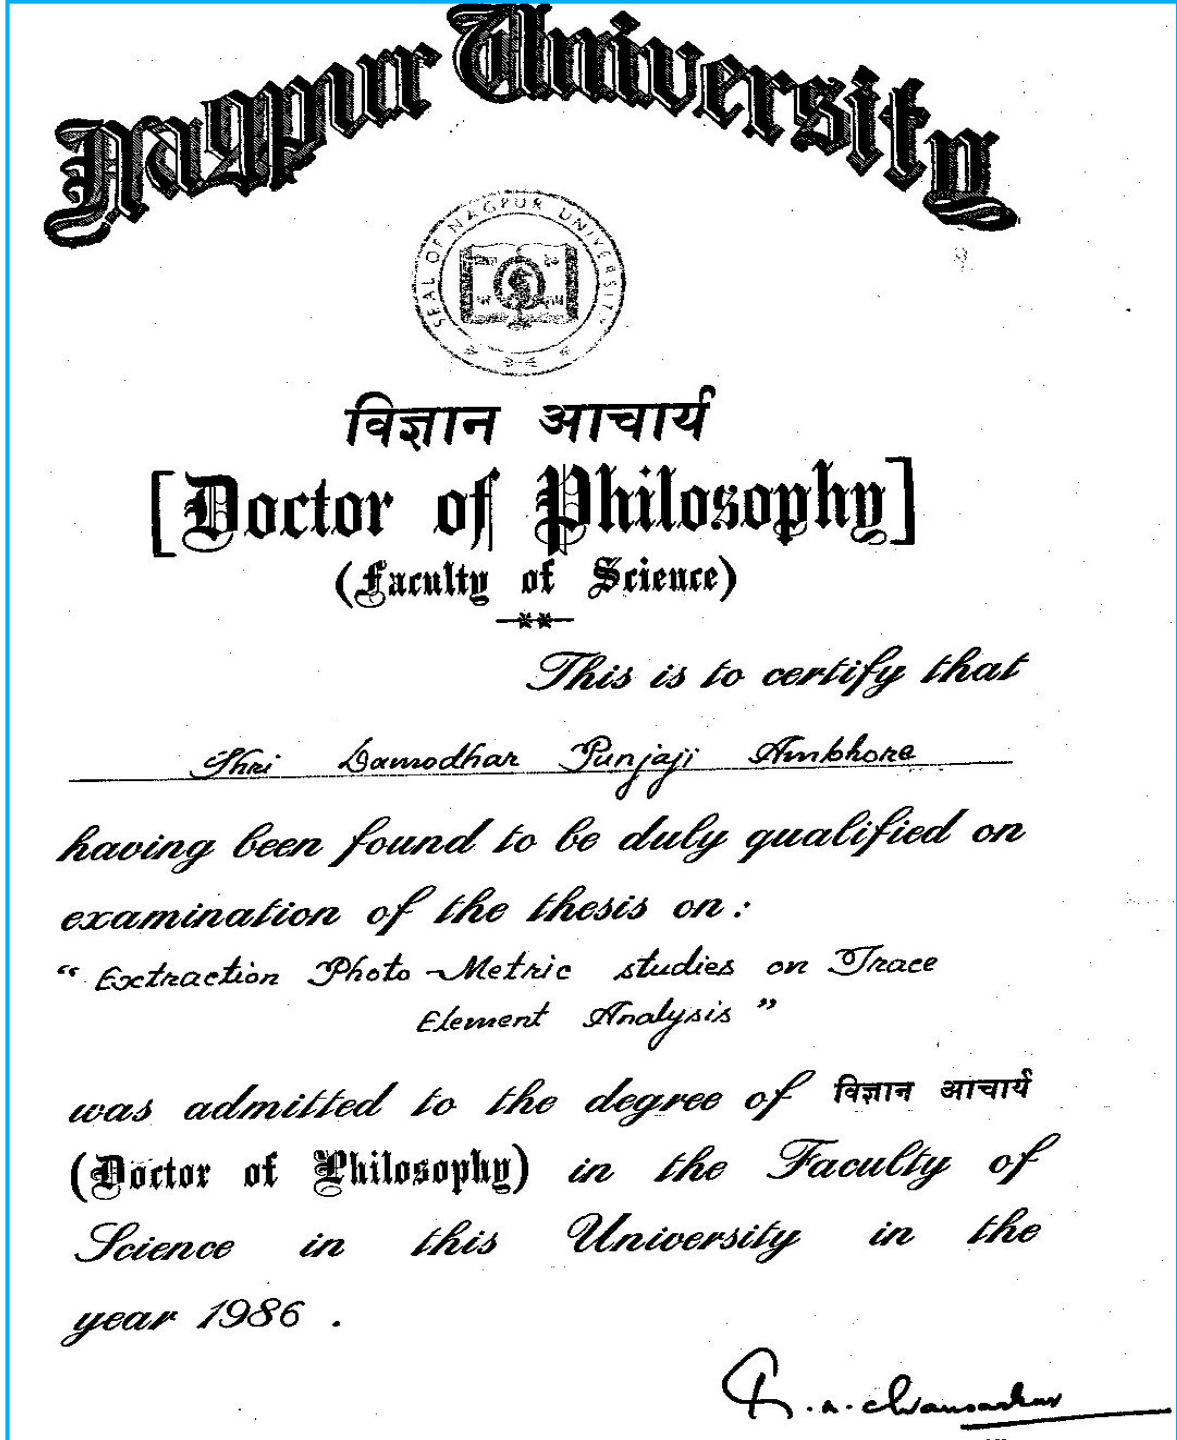 Nagpur University
SEAL OF NAGPUR UNIVERSITY
विज्ञान आचार्य
[Doctor of Philosophy]
(Faculty of Science)
This is to certify that
Shri Damodhar Punjaji Ambhore
having been found to be duly qualified on
examination of the thesis on :
“ Extraction Photo-Metric studies on Trace
Element Analysis ”
was admitted to the degree of विज्ञान आचार्य
(Doctor of Philosophy) in the Faculty of
Science in this University in the
year 1986 .